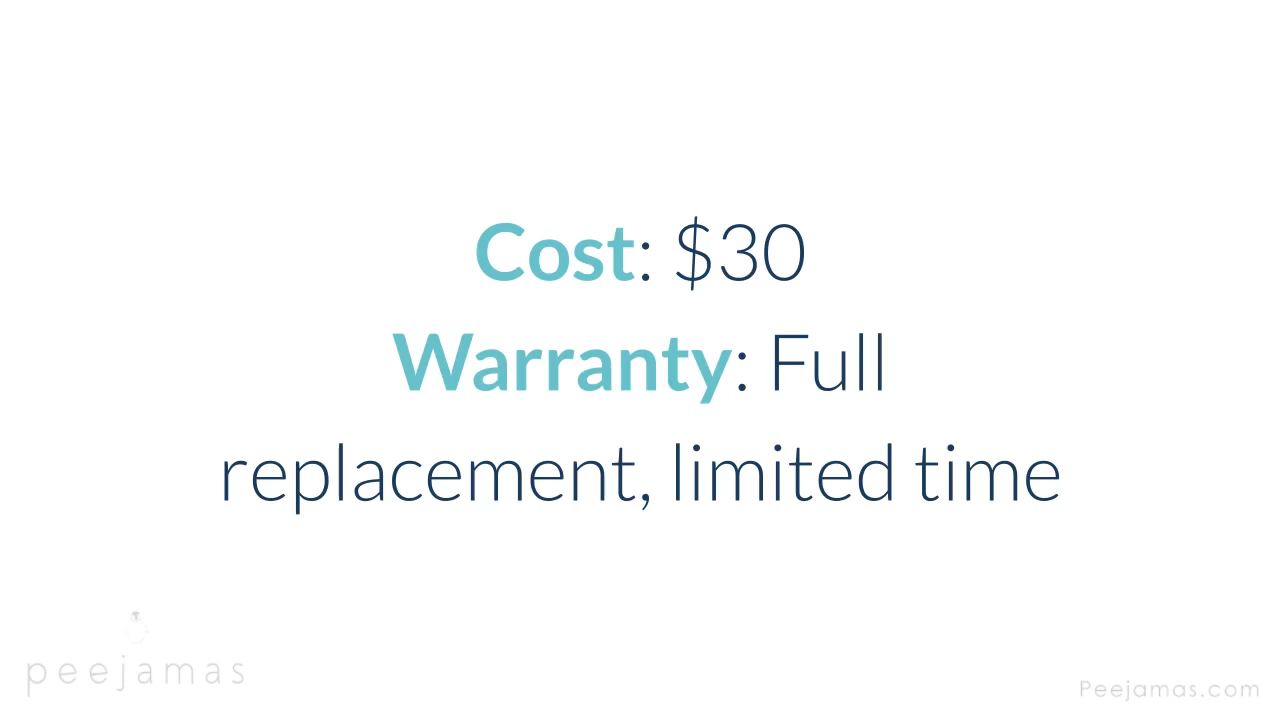 Cost: $30
Warranty: Full
replacement, limited time
peejamas
Peejamas.com